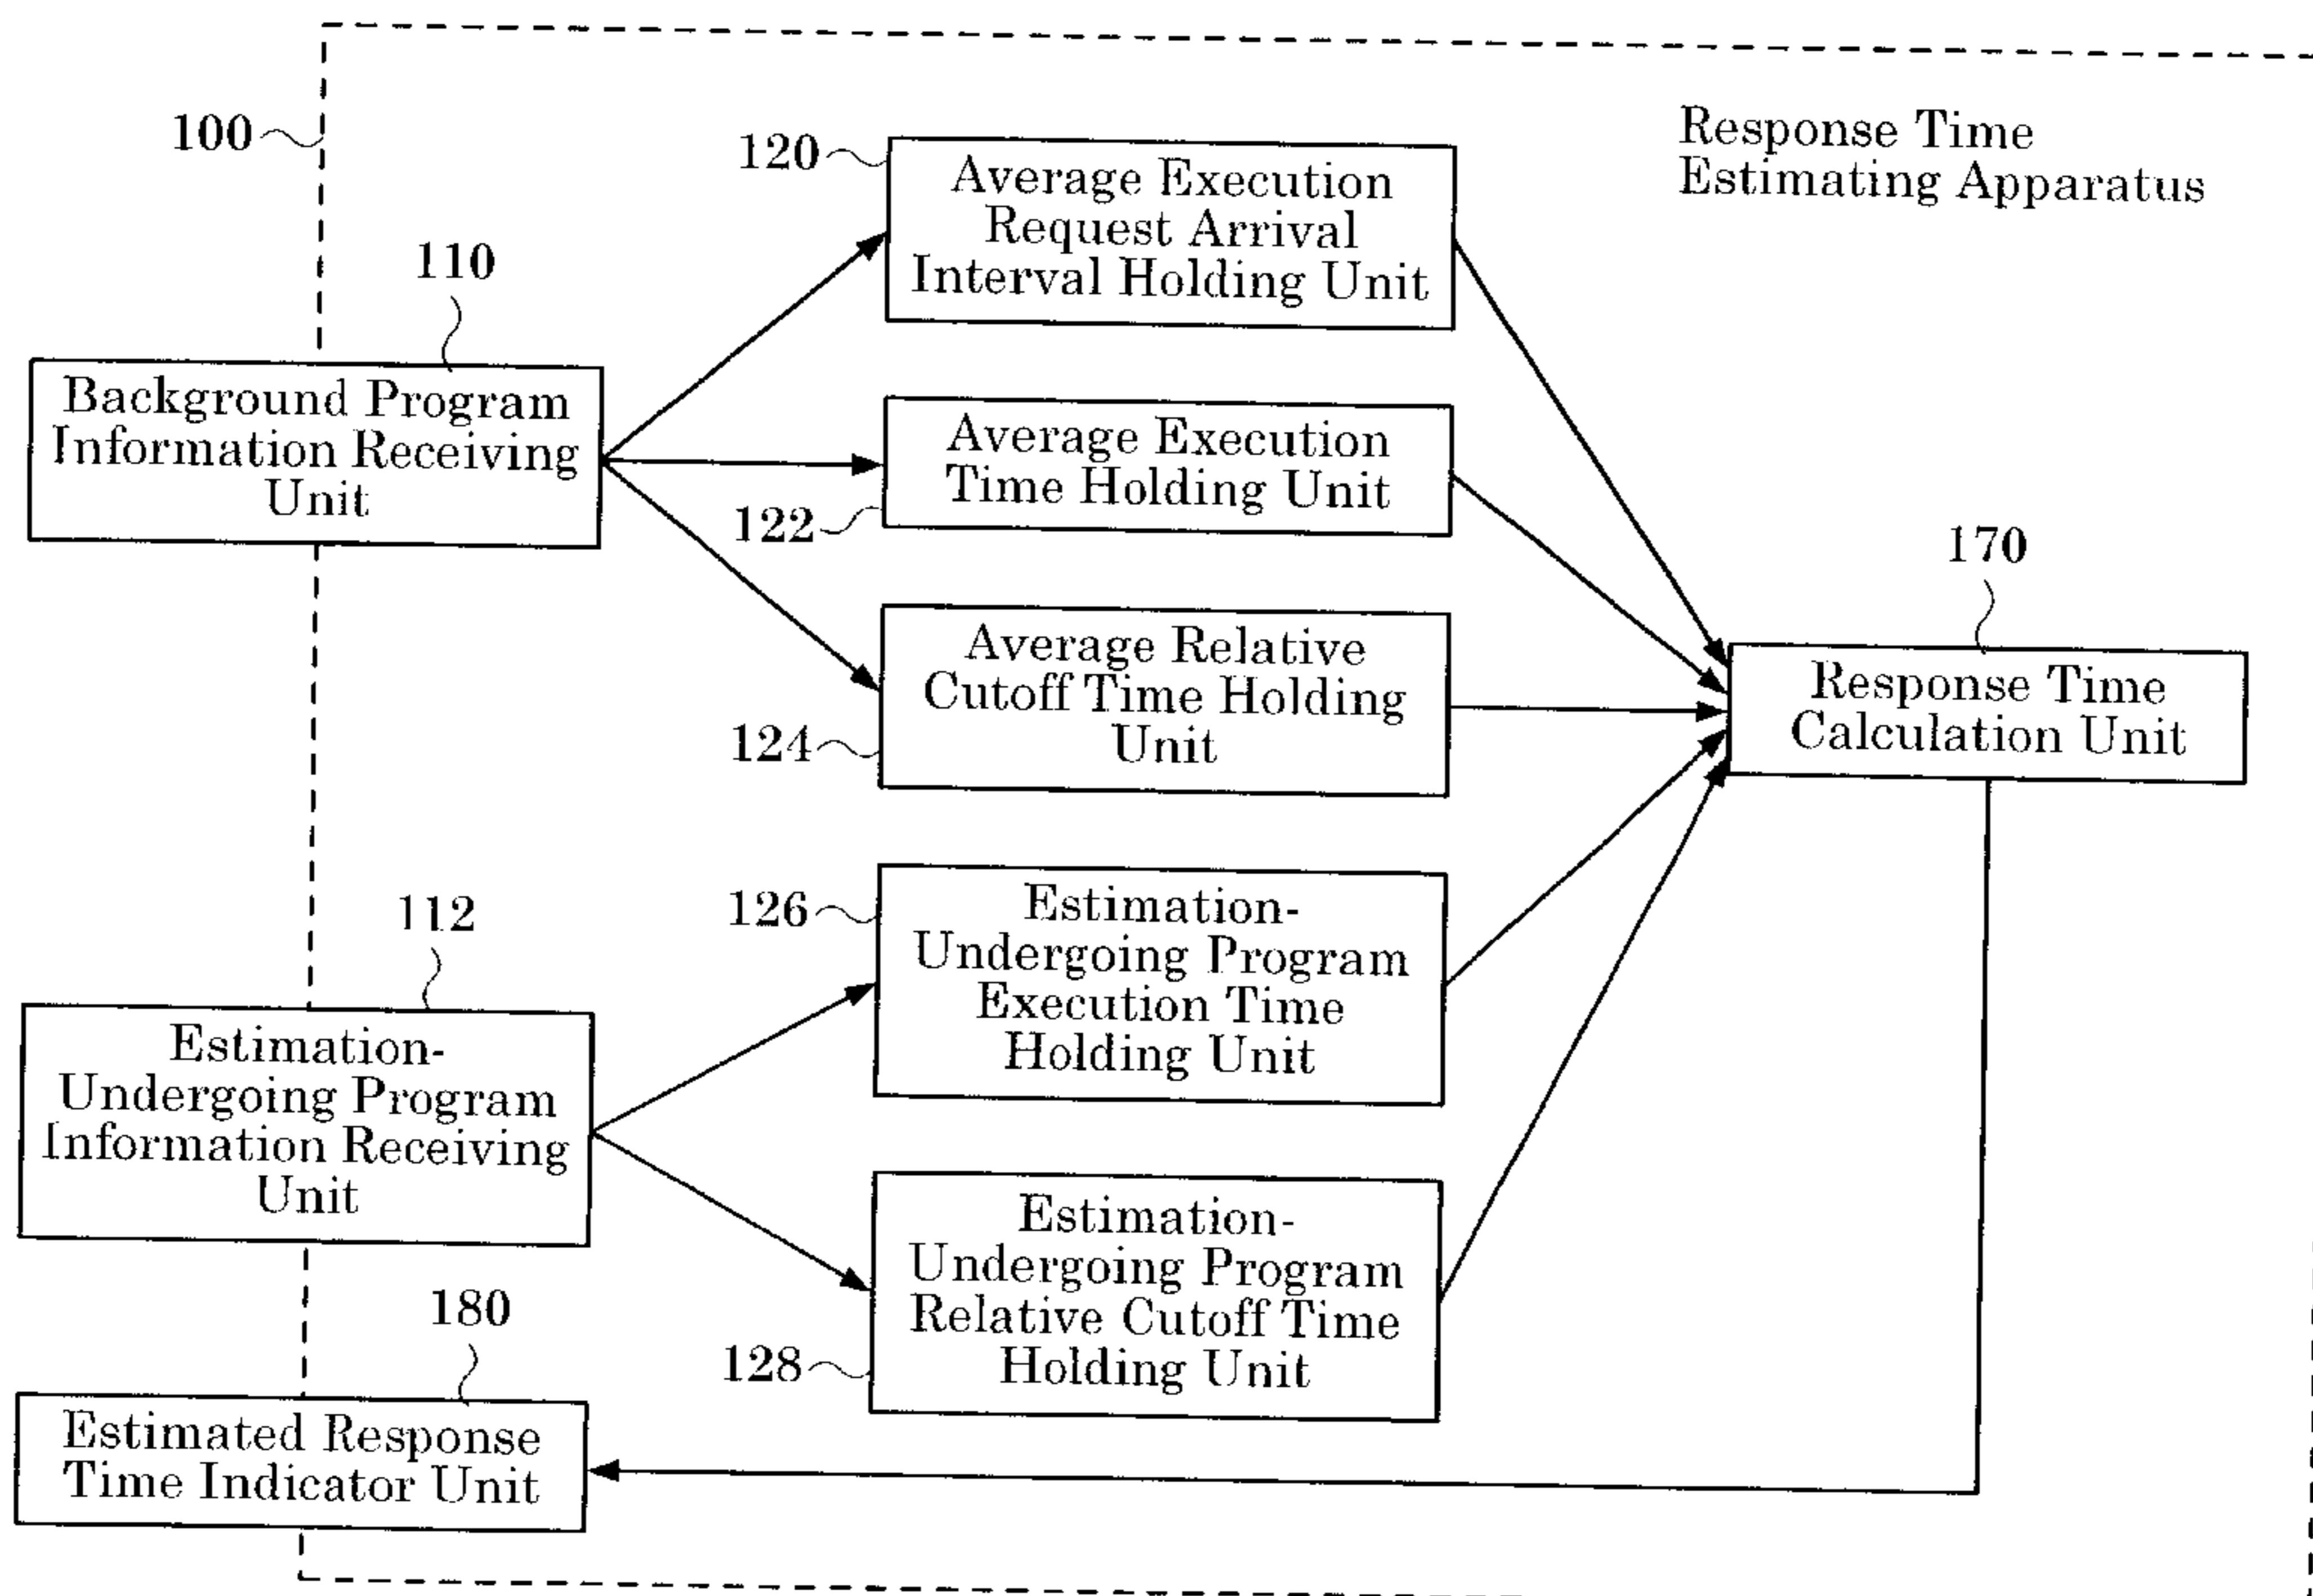 100
Response Time
Estimating Apparatus
120
Average Execution
Request Arrival
Interval Holding Unit
110
Background Program
Information Receiving
Unit
Average Execution
Time Holding Unit
122
Average Relative
Cutoff Time Holding
Unit
124
170
Response Time
Calculation Unit
126
Estimation-
Undergoing Program
Execution Time
Holding Unit
112
Estimation-
Undergoing Program
Information Receiving
Unit
Estimation-
Undergoing Program
Relative Cutoff Time
Holding Unit
128
180
Estimated Response
Time Indicator Unit